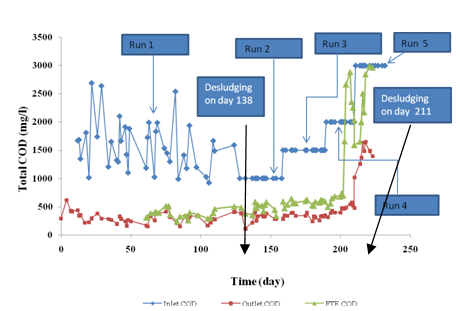 Run 1
Run 2
Run 3
Run 5
Desludging
on day 138
Desludging
on day 211
Run 4
Total COD (mg/l)
3500
3000
2500
2000
1500
1000
500
0
0
50
100
150
200
250
Time (day)
Inlet COD
Outlet COD
FTE COD